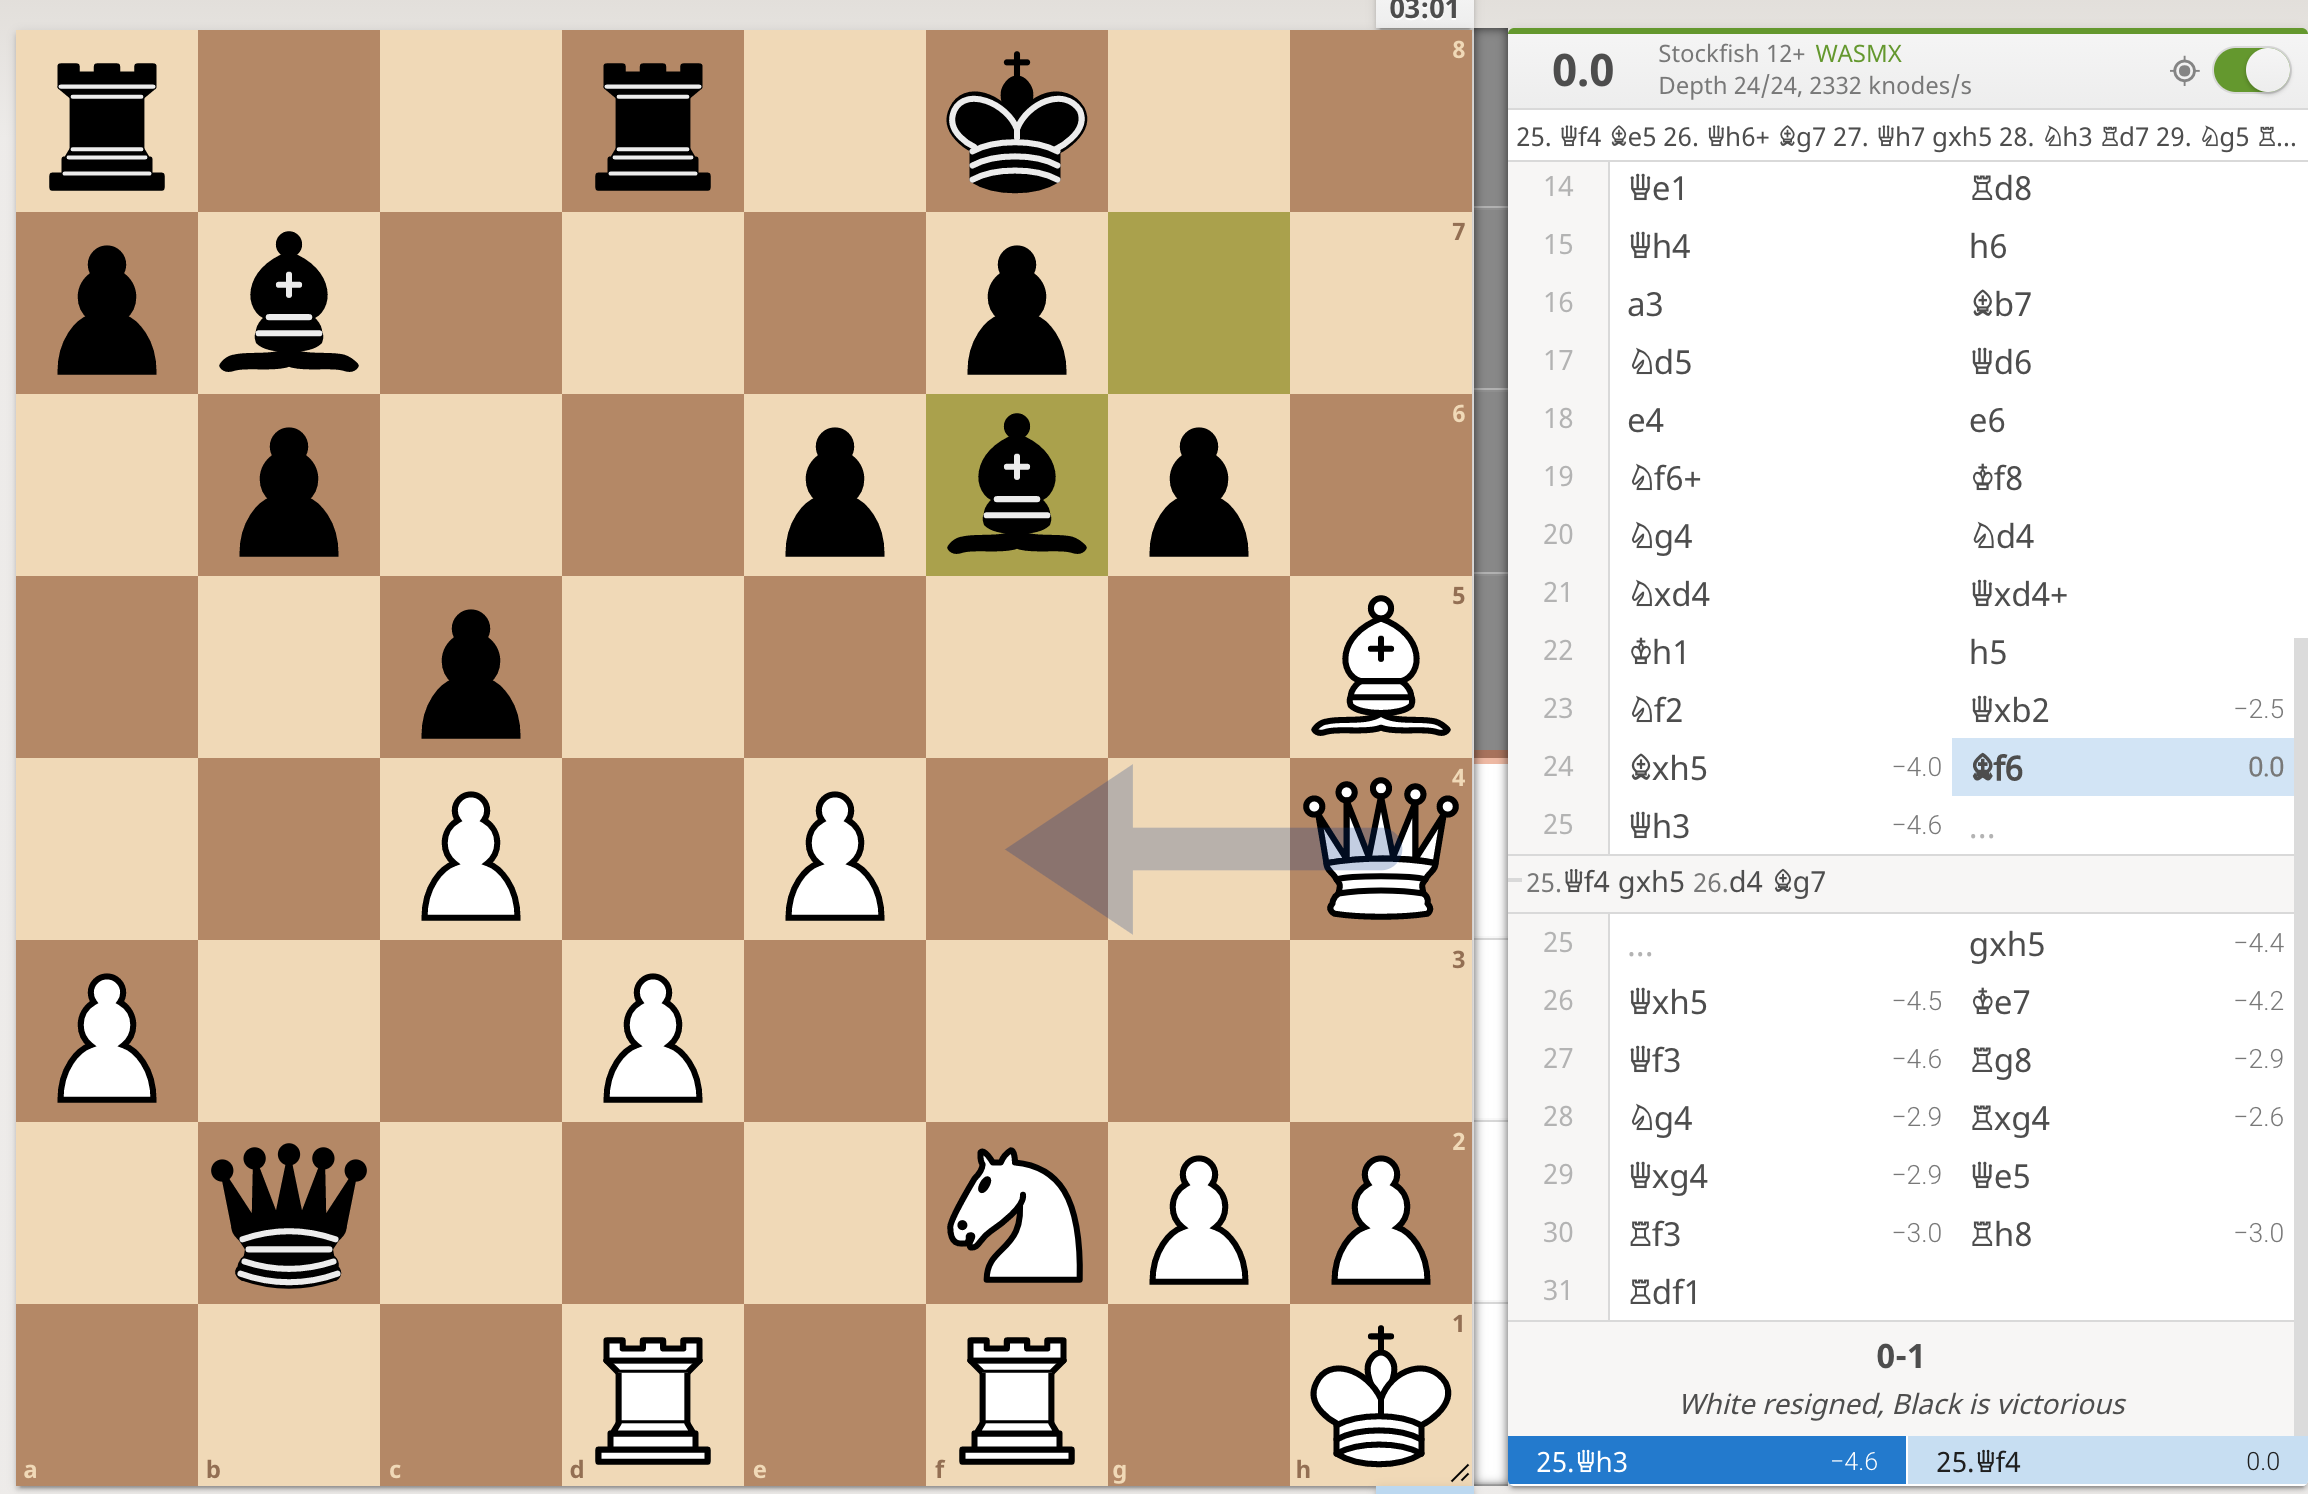 03:01
8
7
6
5
4
3
2
1
a b c d e f g h
0.0
Stockfish 12+ WASMX
Depth 24/24, 2332 knodes/s
25. ♕f4 ♗e5 26. ♕h6+ ♗g7 27. ♕h7 gxh5 28. ♘h3 ♖d7 29. ♘g5 ♖...
14 ♕e1 ♖d8
15 ♕h4 h6
16 a3 ♗b7
17 ♘d5 ♕d6
18 e4 e6
19 ♘f6+ ♔f8
20 ♘g4 ♘d4
21 ♘xd4 ♕xd4+
22 ♔h1 h5
23 ♘f2 ♕xb2 −2.5
24 ♗xh5 −4.0 ♗f6 0.0
25 ♕h3 −4.6 ...
25.♕f4 gxh5 26.d4 ♗g7
25 ... gxh5 −4.4
26 ♕xh5 −4.5 ♔e7 −4.2
27 ♕f3 −4.6 ♖g8 −2.9
28 ♘g4 −2.9 ♖xg4 −2.6
29 ♕xg4 −2.9 ♕e5
30 ♖f3 −3.0 ♖h8 −3.0
31 ♖df1
0-1
White resigned, Black is victorious
25.♕h3 −4.6 25.♕f4 0.0